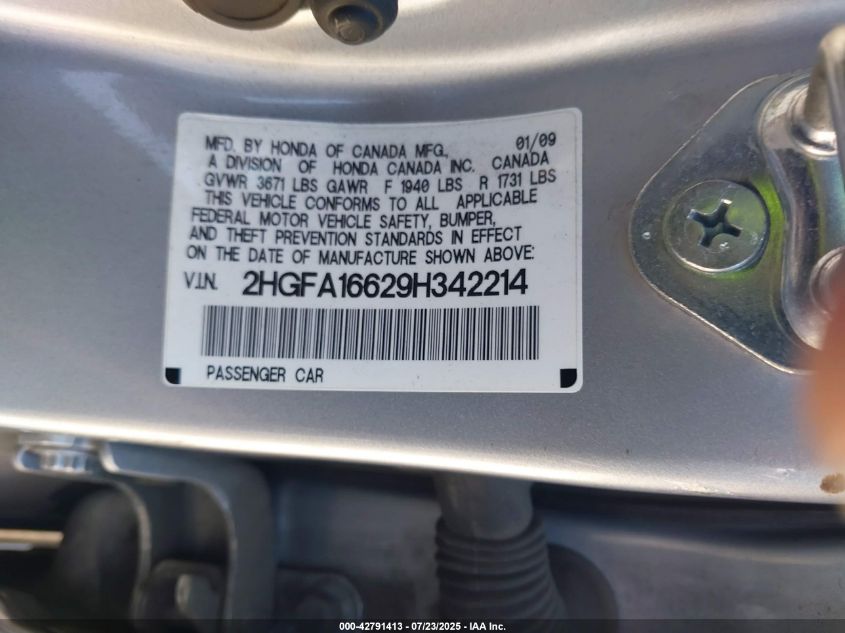 MFD. BY HONDA OF CANADA MFG., 01/09
A DIVISION OF HONDA CANADA INC. CANADA
GVWR 3671 LBS GAWR F 1940 LBS R 1731 LBS
THIS VEHICLE CONFORMS TO ALL APPLICABLE
FEDERAL MOTOR VEHICLE SAFETY, BUMPER,
AND THEFT PREVENTION STANDARDS IN EFFECT
ON THE DATE OF MANUFACTURE SHOWN ABOVE:
V.I.N. 2HGFA16629H342214
PASSENGER CAR
000-42791413 - 07/23/2025 - IAA Inc.